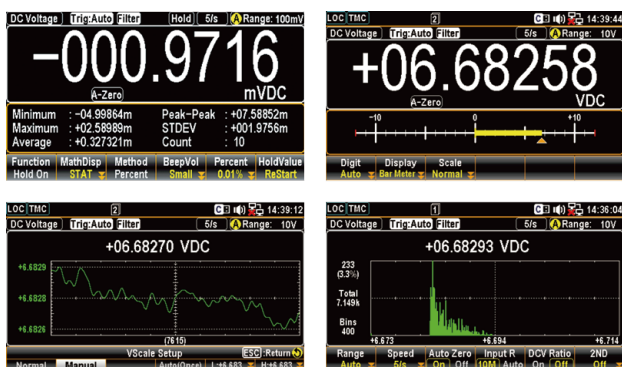 DC Voltage Trig:Auto Filter Hold 5/s A Range: 100mV
−000.9716
A-Zero mVDC
Minimum : −04.99864m Peak−Peak : +07.58852m
Maximum : +02.58989m STDEV : +001.9756m
Average : +0.327321m Count : 10
Function MathDisp Method BeepVol Percent HoldValue
Hold On STAT Percent Small 0.01% ReStart
LOC TMC 2 C 14:39:44
DC Voltage Trig:Auto Filter 5/s A Range: 10V
+06.68258
A-Zero VDC
−10 0 +10
Digit Display Scale
Auto Bar Meter Normal
LOC TMC 2 C 14:39:12
DC Voltage Trig:Auto Filter 5/s A Range: 10V
+06.68270 VDC
+6.6829
+6.6828
+6.6826
(7615)
VScale Setup ESC :Return
Normal Manual Auto(Once) L:+6.683 H:+6.683
LOC TMC 1 C 14:36:04
DC Voltage Trig:Auto Filter 5/s A Range: 10V
+06.68293 VDC
233
(3.3%)
Total
7.149k
Bins
400
+6.673 +6.694 +6.714
Range Speed Auto Zero Input R DCV Ratio 2ND
Auto 5/s On Off 10M Auto On Off Off